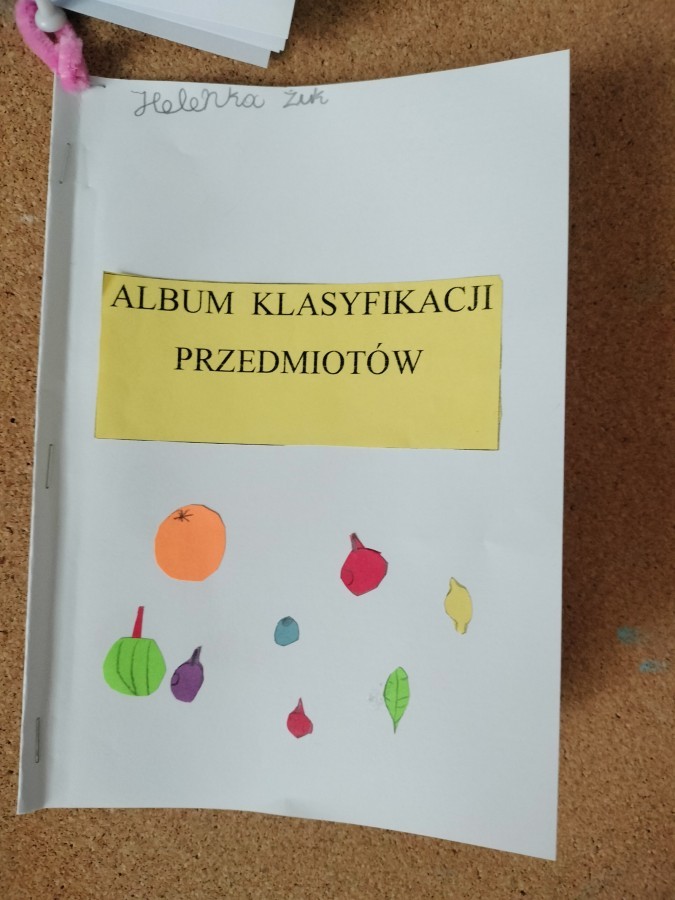 Helenka Żuk
ALBUM KLASYFIKACJI
PRZEDMIOTÓW